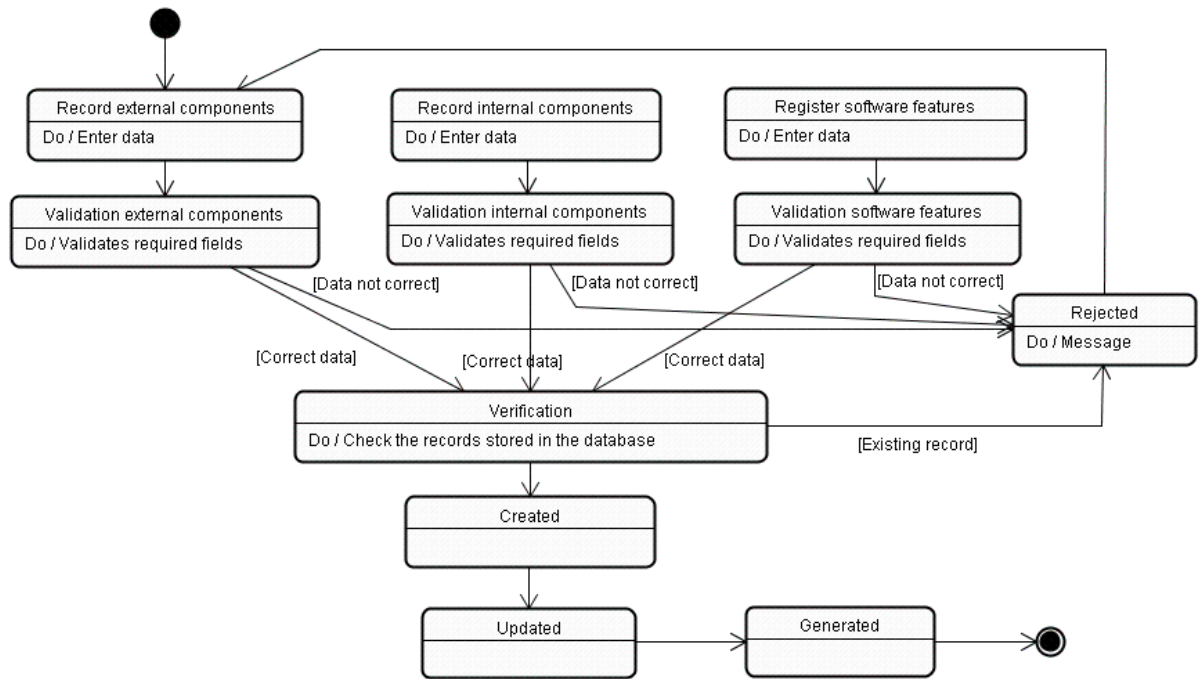 Record external components
Do / Enter data
Record internal components
Do / Enter data
Register software features
Do / Enter data
Validation external components
Do / Validates required fields
Validation internal components
Do / Validates required fields
Validation software features
Do / Validates required fields
[Data not correct]
[Data not correct]
[Data not correct]
Rejected
Do / Message
[Correct data]
[Correct data]
[Correct data]
Verification
Do / Check the records stored in the database
[Existing record]
Created
Updated
Generated